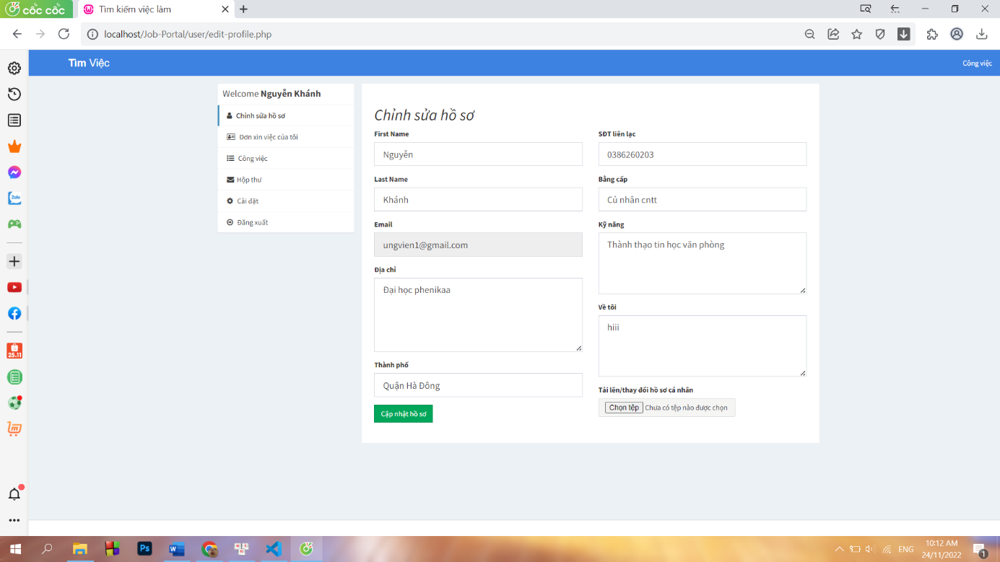 cốc cốc
Tìm kiếm việc làm
localhost/Job-Portal/user/edit-profile.php
Tìm Việc
Công việc
Welcome Nguyễn Khánh
Chỉnh sửa hồ sơ
Đơn xin việc của tôi
Công việc
Hộp thư
Cài đặt
Đăng xuất
Chỉnh sửa hồ sơ
First Name
Nguyễn
Last Name
Khánh
Email
ungvien1@gmail.com
Địa chỉ
Đại học phenikaa
Thành phố
Quận Hà Đông
Cập nhật hồ sơ
SĐT liên lạc
0386260203
Bằng cấp
Củ nhân cntt
Kỹ năng
Thành thạo tin học văn phòng
Về tôi
hiii
Tải lên/thay đổi hồ sơ cá nhân
Chọn tệp Chưa có tệp nào được chọn
Zalo
25.11
Ps
W
ENG
10:12 AM
24/11/2022
1